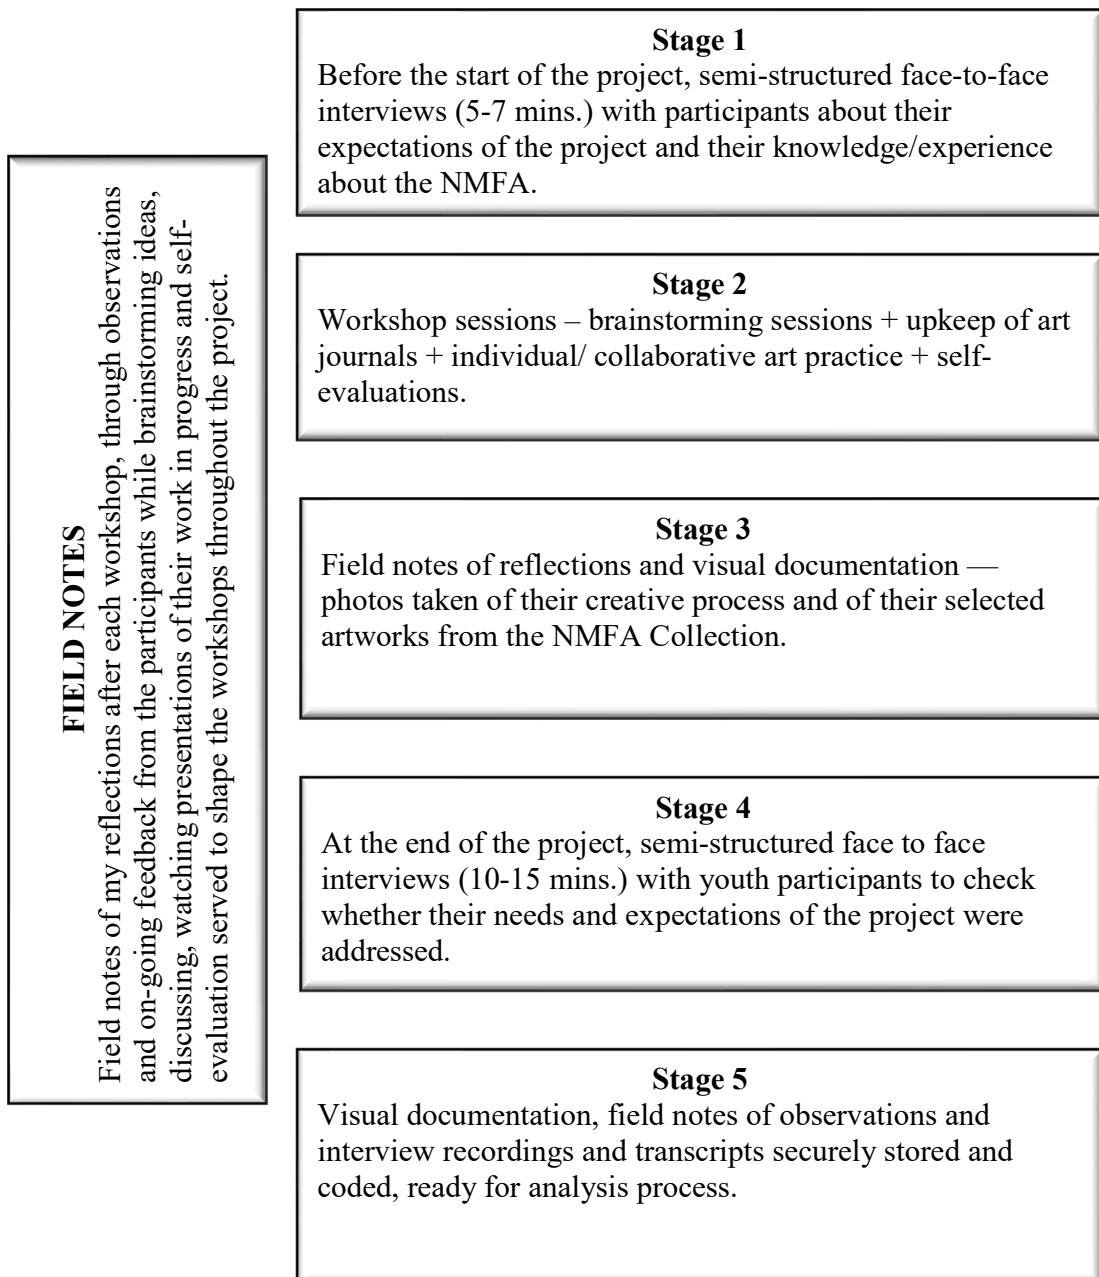 FIELD NOTES
Field notes of my reflections after each workshop, through observations
and on-going feedback from the participants while brainstorming ideas,
discussing, watching presentations of their work in progress and self-
evaluation served to shape the workshops throughout the project.
Stage 1
Before the start of the project, semi-structured face-to-face
interviews (5-7 mins.) with participants about their
expectations of the project and their knowledge/experience
about the NMFA.
Stage 2
Workshop sessions – brainstorming sessions + upkeep of art
journals + individual/ collaborative art practice + self-
evaluations.
Stage 3
Field notes of reflections and visual documentation —
photos taken of their creative process and of their selected
artworks from the NMFA Collection.
Stage 4
At the end of the project, semi-structured face to face
interviews (10-15 mins.) with youth participants to check
whether their needs and expectations of the project were
addressed.
Stage 5
Visual documentation, field notes of observations and
interview recordings and transcripts securely stored and
coded, ready for analysis process.